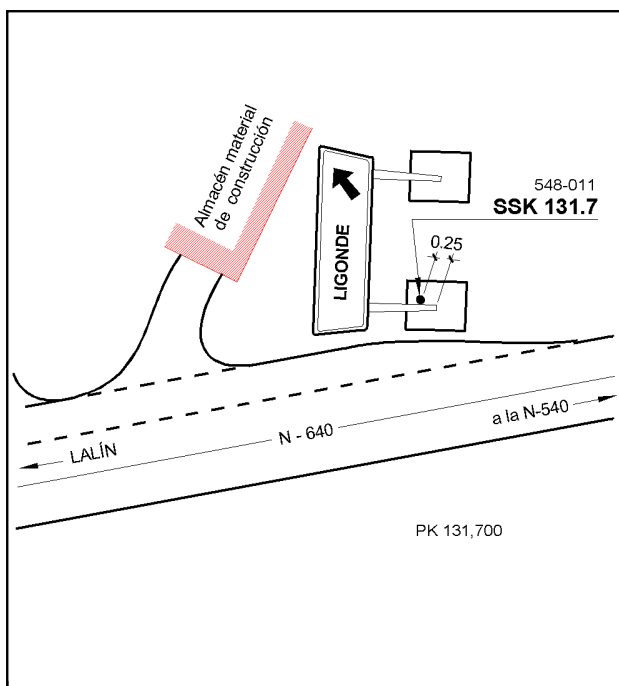 Almacén material
de construcción
548-011
SSK 131.7
0.25
LIGONDE
a la N-540
N - 640
LALÍN
PK 131,700